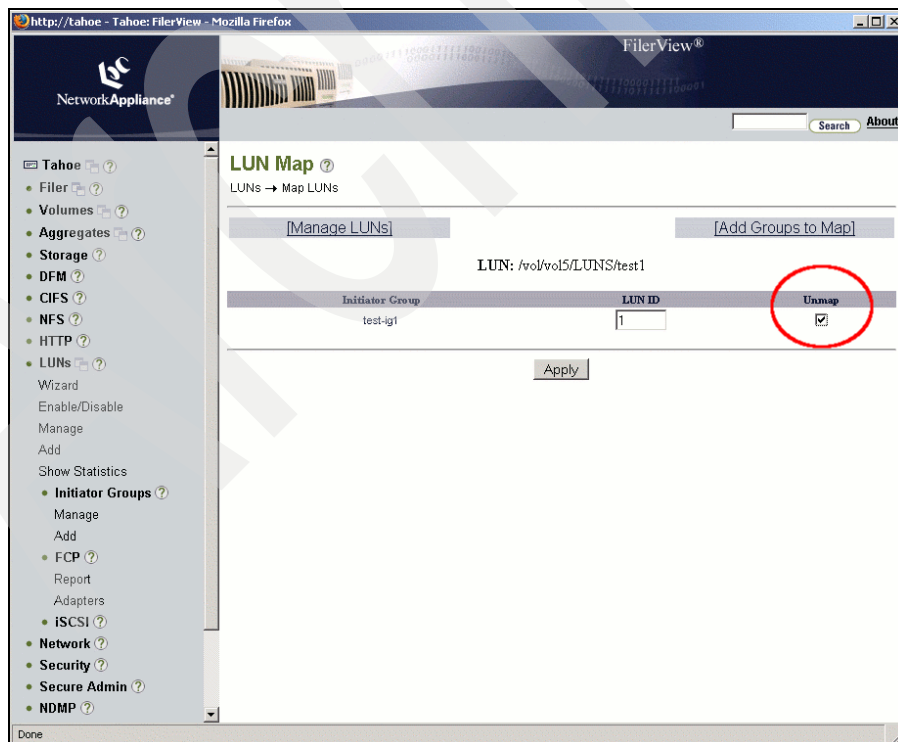 http://tahoe - Tahoe: FilerView - Mozilla Firefox
FilerView®
NetworkAppliance®
Search About
Tahoe
Filer
Volumes
Aggregates
Storage
DFM
CIFS
NFS
HTTP
LUNs
Wizard
Enable/Disable
Manage
Add
Show Statistics
Initiator Groups
Manage
Add
FCP
Report
Adapters
iSCSI
Network
Security
Secure Admin
NDMP
LUN Map
LUNs → Map LUNs
[Manage LUNs] [Add Groups to Map]
LUN: /vol/vol5/LUNS/test1
Initiator Group LUN ID Unmap
test-ig1 1
Apply
Done